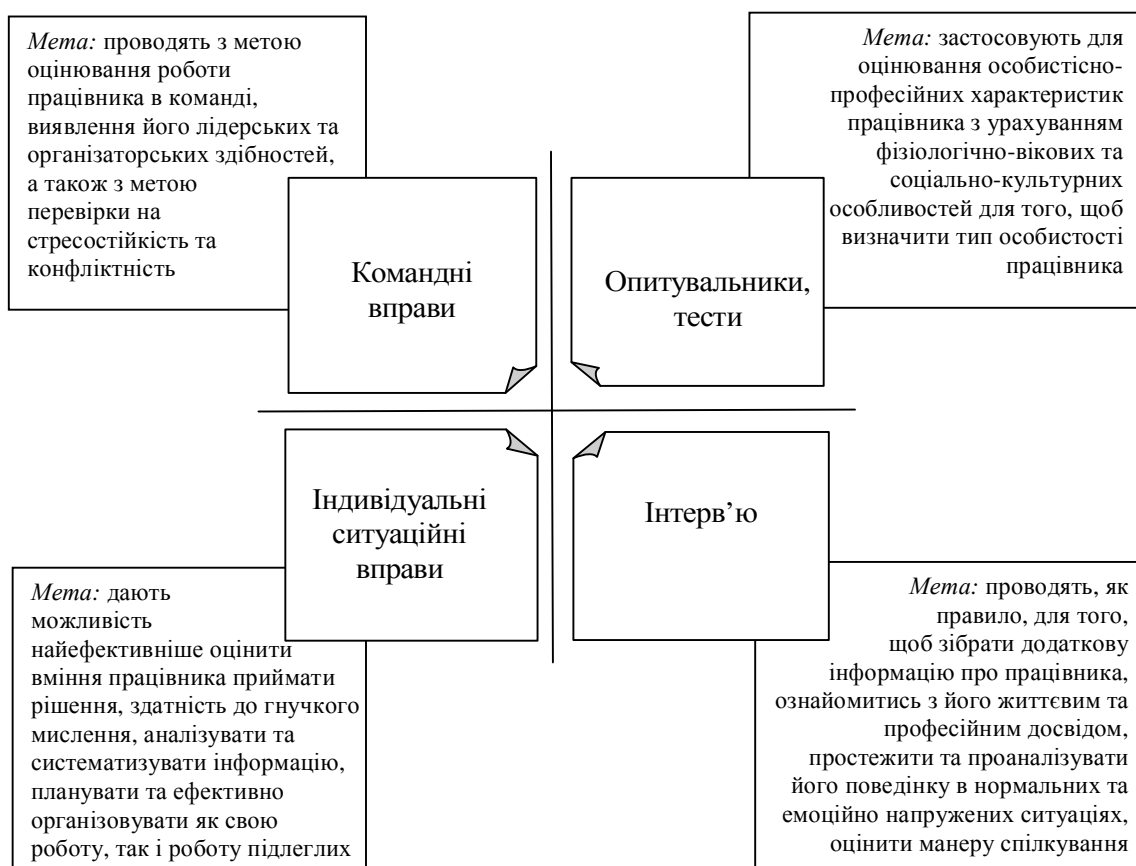 Мета: проводять з метою
оцінювання роботи
працівника в команді,
виявлення його лідерських та
організаторських здібностей,
а також з метою
перевірки на
стресостійкість та
конфліктність
Командні
вправи
Мета: застосовують для
оцінювання особистісно-
професійних характеристик
працівника з урахуванням
фізіологічно-вікових та
соціально-культурних
особливостей для того, щоб
визначити тип особистості
працівника
Опитувальники,
тести
Індивідуальні
ситуаційні
вправи
Мета: дають
можливість
найефективніше оцінити
вміння працівника приймати
рішення, здатність до гнучкого
мислення, аналізувати та
систематизувати інформацію,
планувати та ефективно
організовувати як свою
роботу, так і роботу підлеглих
Інтерв’ю
Мета: проводять, як
правило, для того,
щоб зібрати додаткову
інформацію про працівника,
ознайомитись з його життєвим та
професійним досвідом,
простежити та проаналізувати
його поведінку в нормальних та
емоційно напружених ситуаціях,
оцінити манеру спілкування